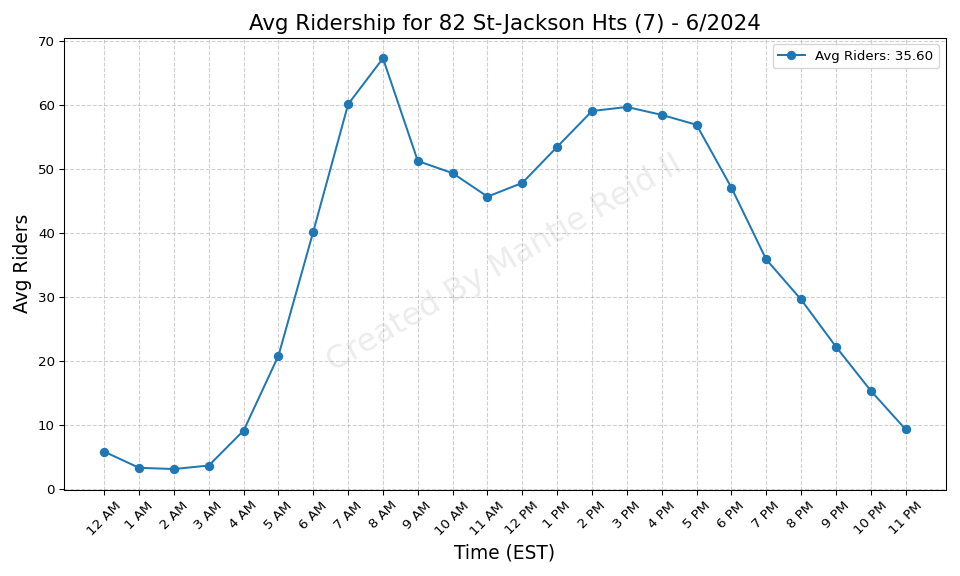 Avg Ridership for 82 St-Jackson Hts (7) - 6/2024
Avg Riders: 35.60
70
60
50
40
30
20
10
0
Avg Riders
Created By Mantie Reid II
12 AM
1 AM
2 AM
3 AM
4 AM
5 AM
6 AM
7 AM
8 AM
9 AM
10 AM
11 AM
12 PM
1 PM
2 PM
3 PM
4 PM
5 PM
6 PM
7 PM
8 PM
9 PM
10 PM
11 PM
Time (EST)